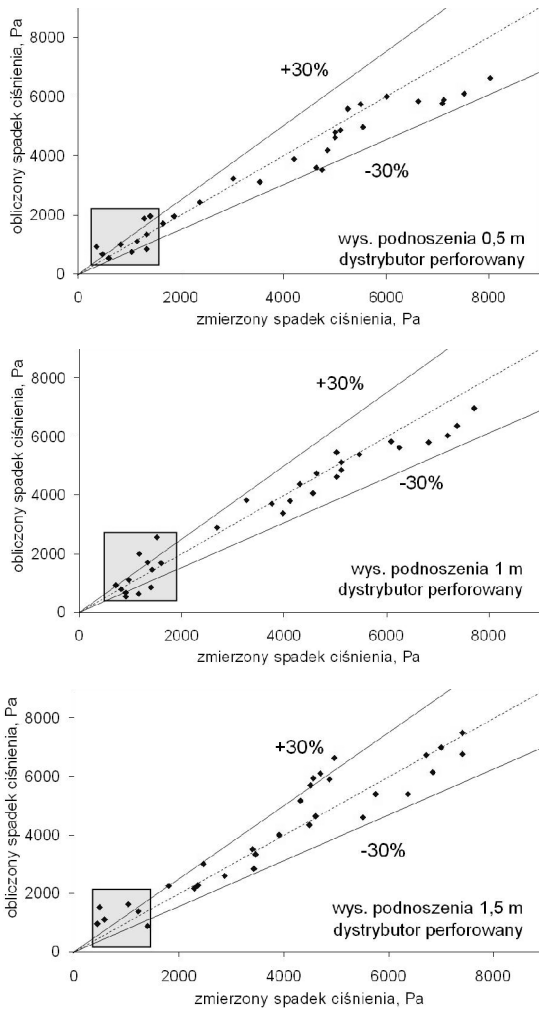 obliczony spadek ciśnienia, Pa
8000
+30%
6000
4000
-30%
2000
wys. podnoszenia 0,5 m
dystrybutor perforowany
0
0 2000 4000 6000 8000
zmierzony spadek ciśnienia, Pa
obliczony spadek ciśnienia, Pa
8000
+30%
6000
4000
-30%
2000
wys. podnoszenia 1 m
dystrybutor perforowany
0
0 2000 4000 6000 8000
zmierzony spadek ciśnienia, Pa
obliczony spadek ciśnienia, Pa
8000
+30%
6000
4000
-30%
2000
wys. podnoszenia 1,5 m
dystrybutor perforowany
0
0 2000 4000 6000 8000
zmierzony spadek ciśnienia, Pa